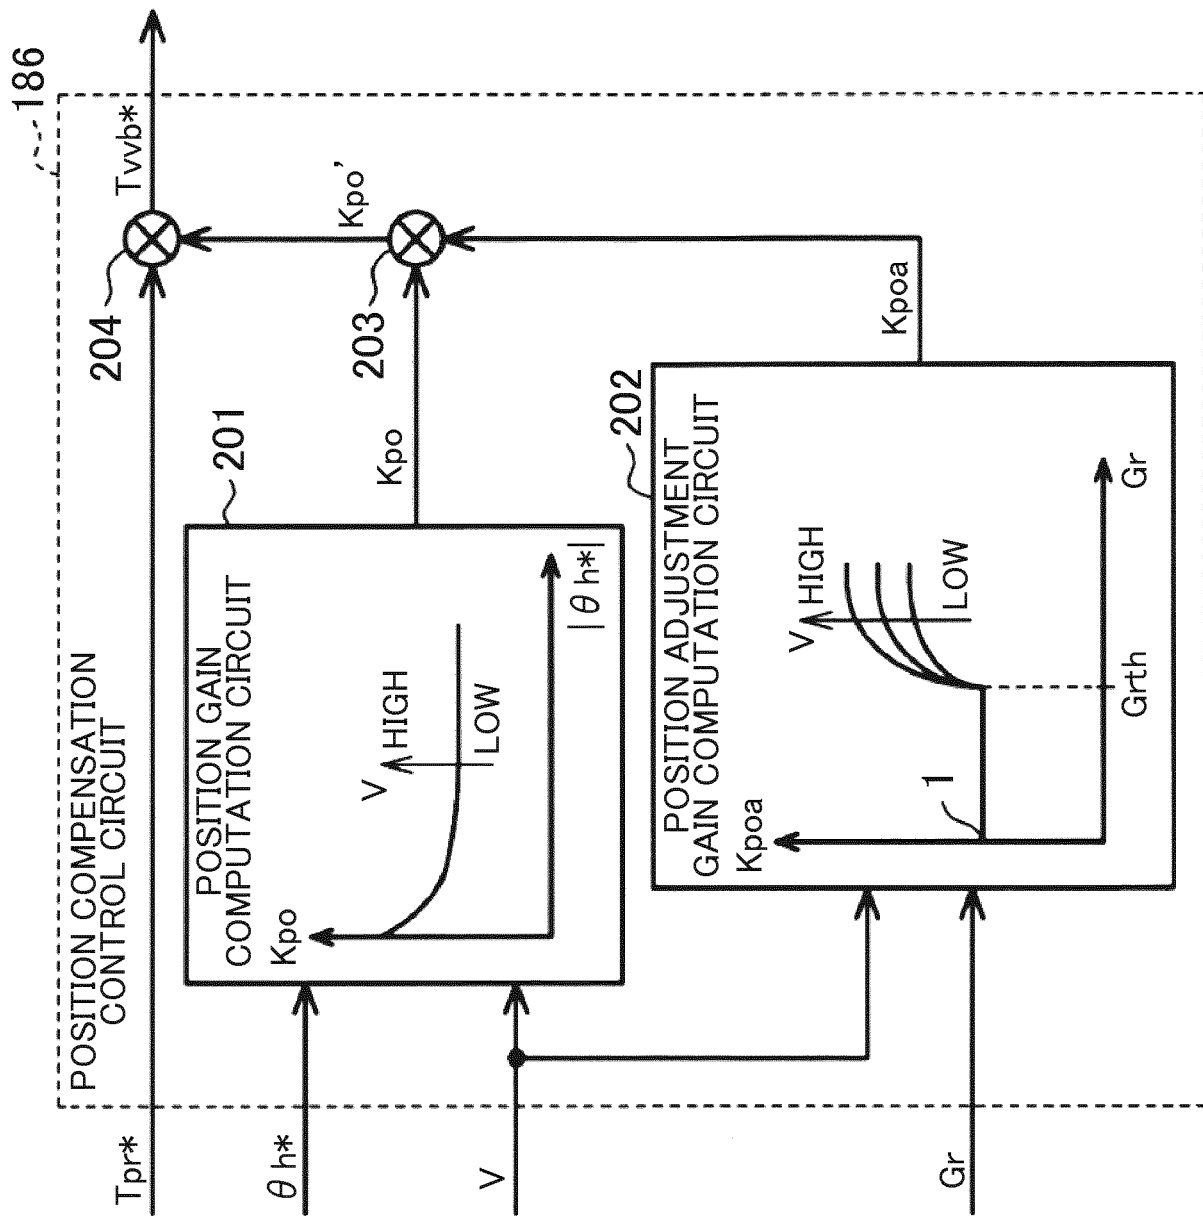 186
POSITION COMPENSATION
CONTROL CIRCUIT
Tpr*
204
Tvvb*
θh*
V
201
POSITION GAIN
COMPUTATION CIRCUIT
Kpo
V
HIGH
LOW
|θh*|
Kpo
203
Kpo'
202
POSITION ADJUSTMENT
GAIN COMPUTATION CIRCUIT
Kpoa
1
V
HIGH
LOW
Grth
Gr
Kpoa
Gr